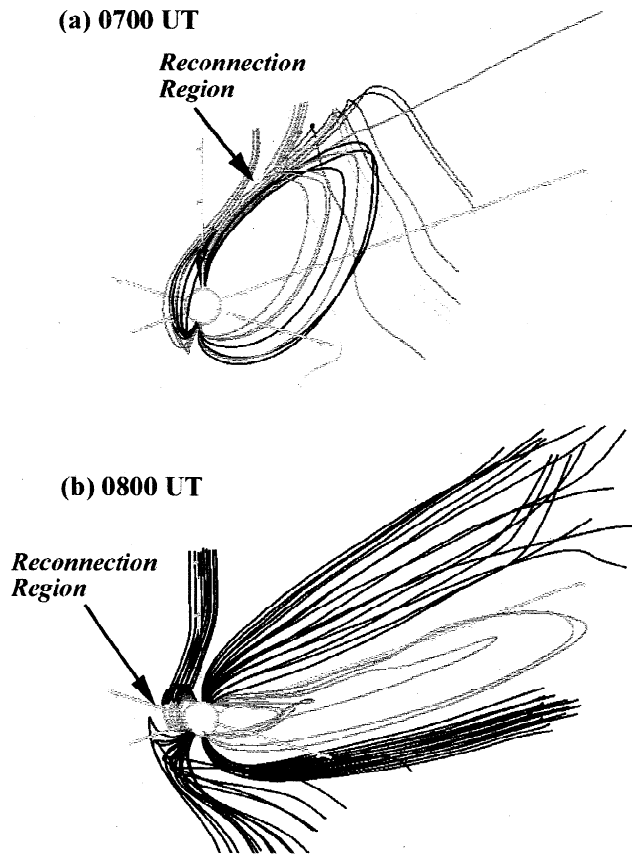 (a) 0700 UT
Reconnection
Region
(b) 0800 UT
Reconnection
Region